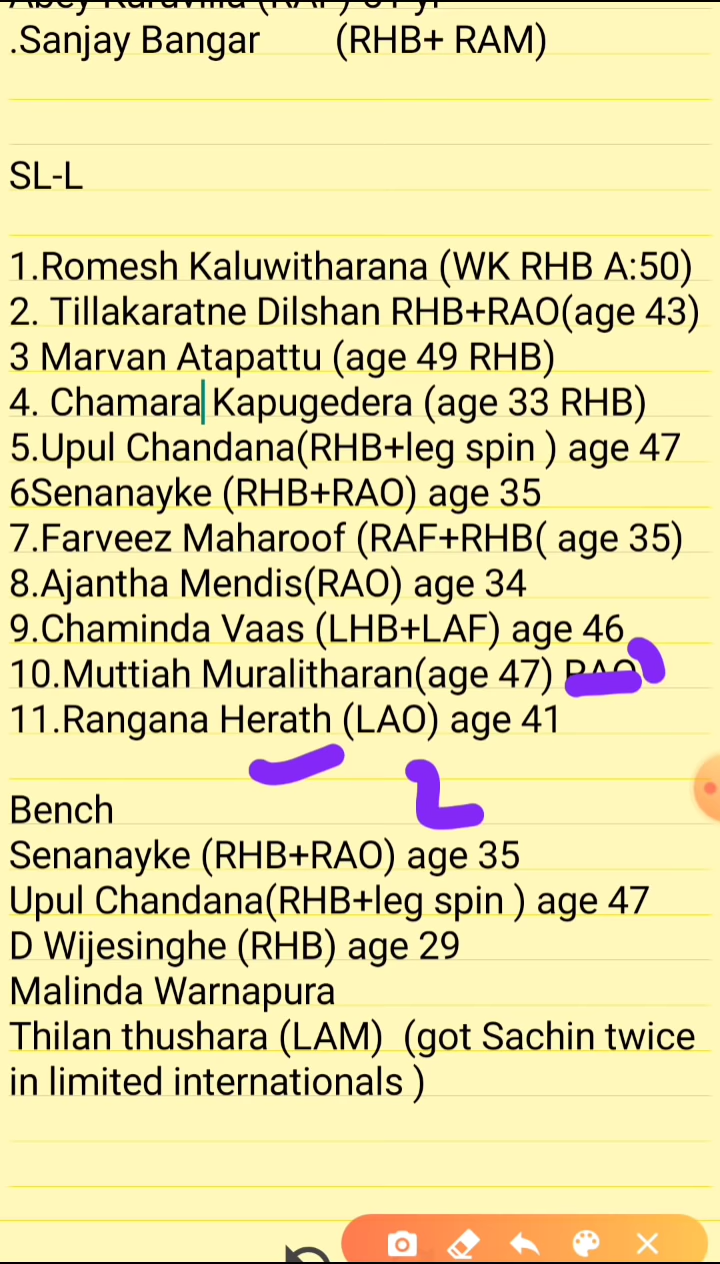 .Sanjay Bangar (RHB+ RAM)
SL-L
1.Romesh Kaluwitharana (WK RHB A:50)
2. Tillakaratne Dilshan RHB+RAO(age 43)
3 Marvan Atapattu (age 49 RHB)
4. Chamara Kapugedera (age 33 RHB)
5.Upul Chandana(RHB+leg spin ) age 47
6Senanayke (RHB+RAO) age 35
7.Farveez Maharoof (RAF+RHB( age 35)
8.Ajantha Mendis(RAO) age 34
9.Chaminda Vaas (LHB+LAF) age 46
10.Muttiah Muralitharan(age 47)
11.Rangana Herath (LAO) age 41
Bench
Senanayke (RHB+RAO) age 35
Upul Chandana(RHB+leg spin ) age 47
D Wijesinghe (RHB) age 29
Malinda Warnapura
Thilan thushara (LAM) (got Sachin twice
in limited internationals )